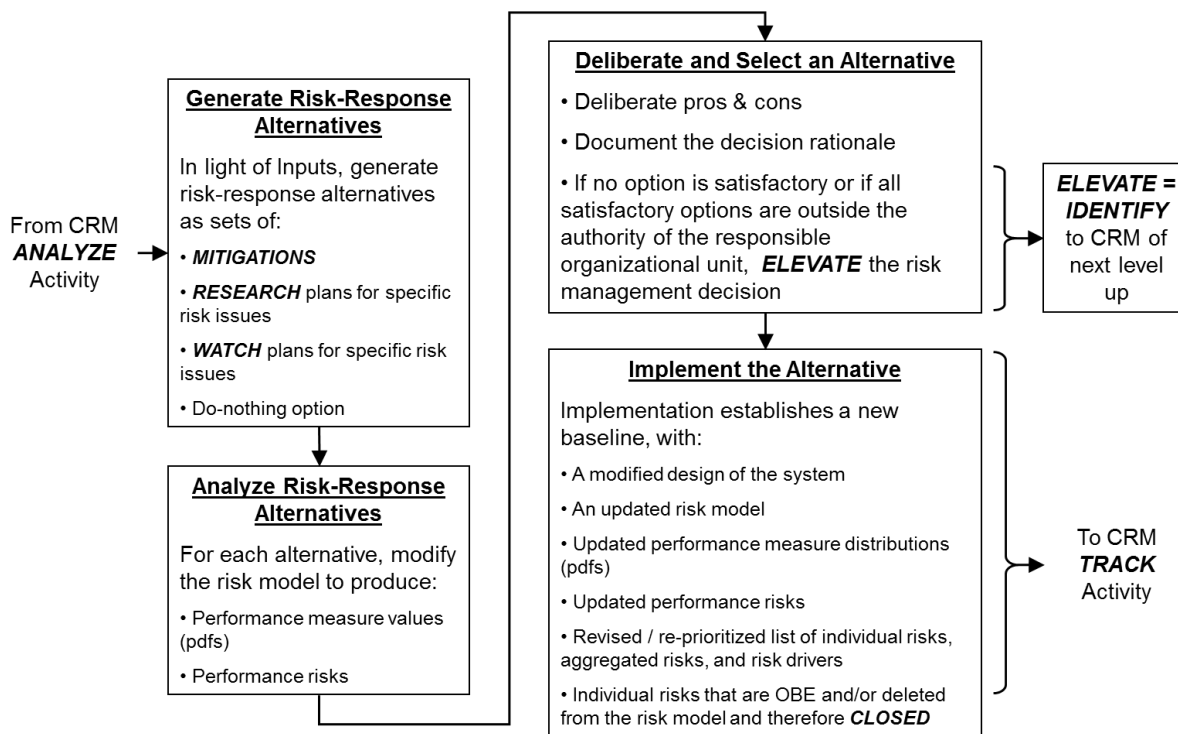 From CRM
ANALYZE
Activity
Generate Risk-Response
Alternatives
In light of Inputs, generate
risk-response alternatives
as sets of:
• MITIGATIONS
• RESEARCH plans for specific
risk issues
• WATCH plans for specific risk
issues
• Do-nothing option
Analyze Risk-Response
Alternatives
For each alternative, modify
the risk model to produce:
• Performance measure values
(pdfs)
• Performance risks
Deliberate and Select an Alternative
• Deliberate pros & cons
• Document the decision rationale
• If no option is satisfactory or if all
satisfactory options are outside the
authority of the responsible
organizational unit, ELEVATE the risk
management decision
ELEVATE =
IDENTIFY
to CRM of
next level
up
Implement the Alternative
Implementation establishes a new
baseline, with:
• A modified design of the system
• An updated risk model
• Updated performance measure distributions
(pdfs)
• Updated performance risks
• Revised / re-prioritized list of individual risks,
aggregated risks, and risk drivers
• Individual risks that are OBE and/or deleted
from the risk model and therefore CLOSED
To CRM
TRACK
Activity